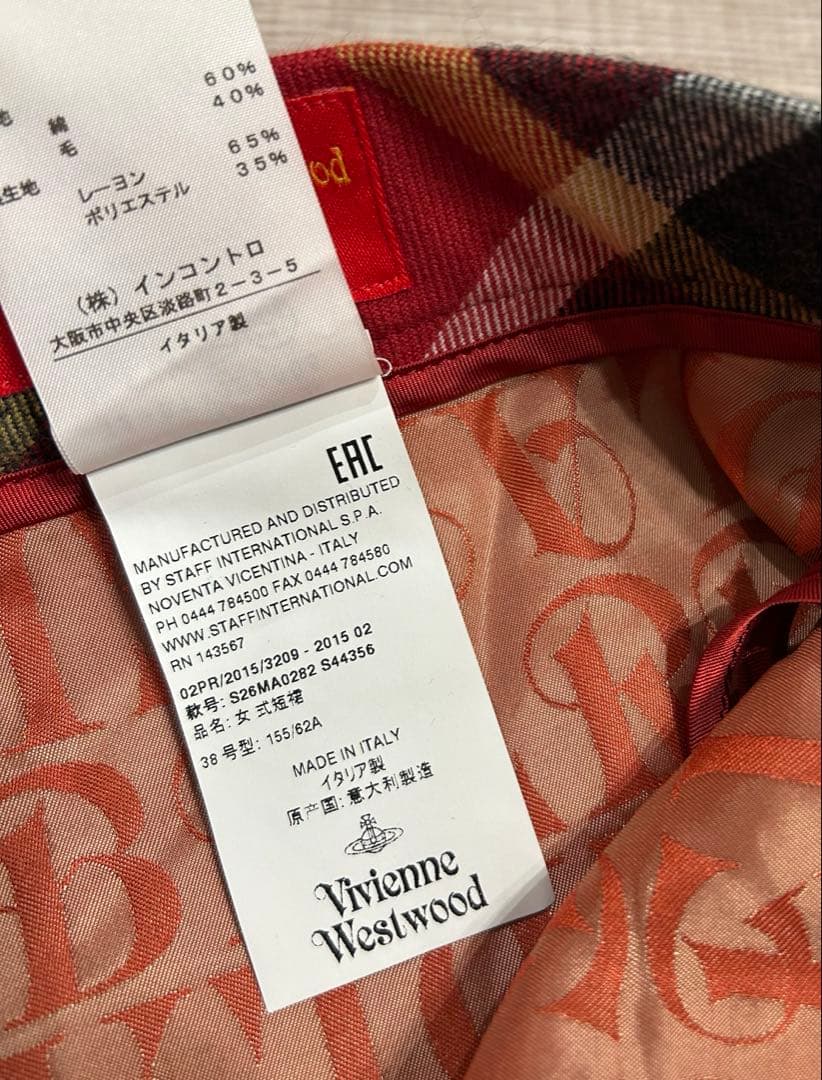 地
綿 60%
毛 40%
生地
レーヨン 65%
ポリエステル 35%
(株) インコントロ
大阪市中央区淡路町2-3-5
イタリア製
od
EAC
MANUFACTURED AND DISTRIBUTED
BY STAFF INTERNATIONAL S.P.A.
NOVENTA VICENTINA - ITALY
PH 0444 784500 FAX 0444 784580
WWW.STAFFINTERNATIONAL.COM
RN 143567
02PR/2015/3209 - 2015 02
款号: S26MA0282 S44356
品名: 女 式短裙
38 号型: 155/62A
MADE IN ITALY
イタリア製
原产国: 意大利製造
Vivienne
Westwood